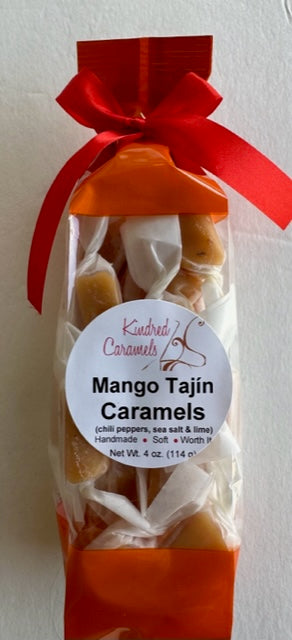 Kindred
Caramels
Mango Tajín
Caramels
(chili peppers, sea salt & lime)
Handmade • Soft • Worth It
Net Wt. 4 oz. (114 g)